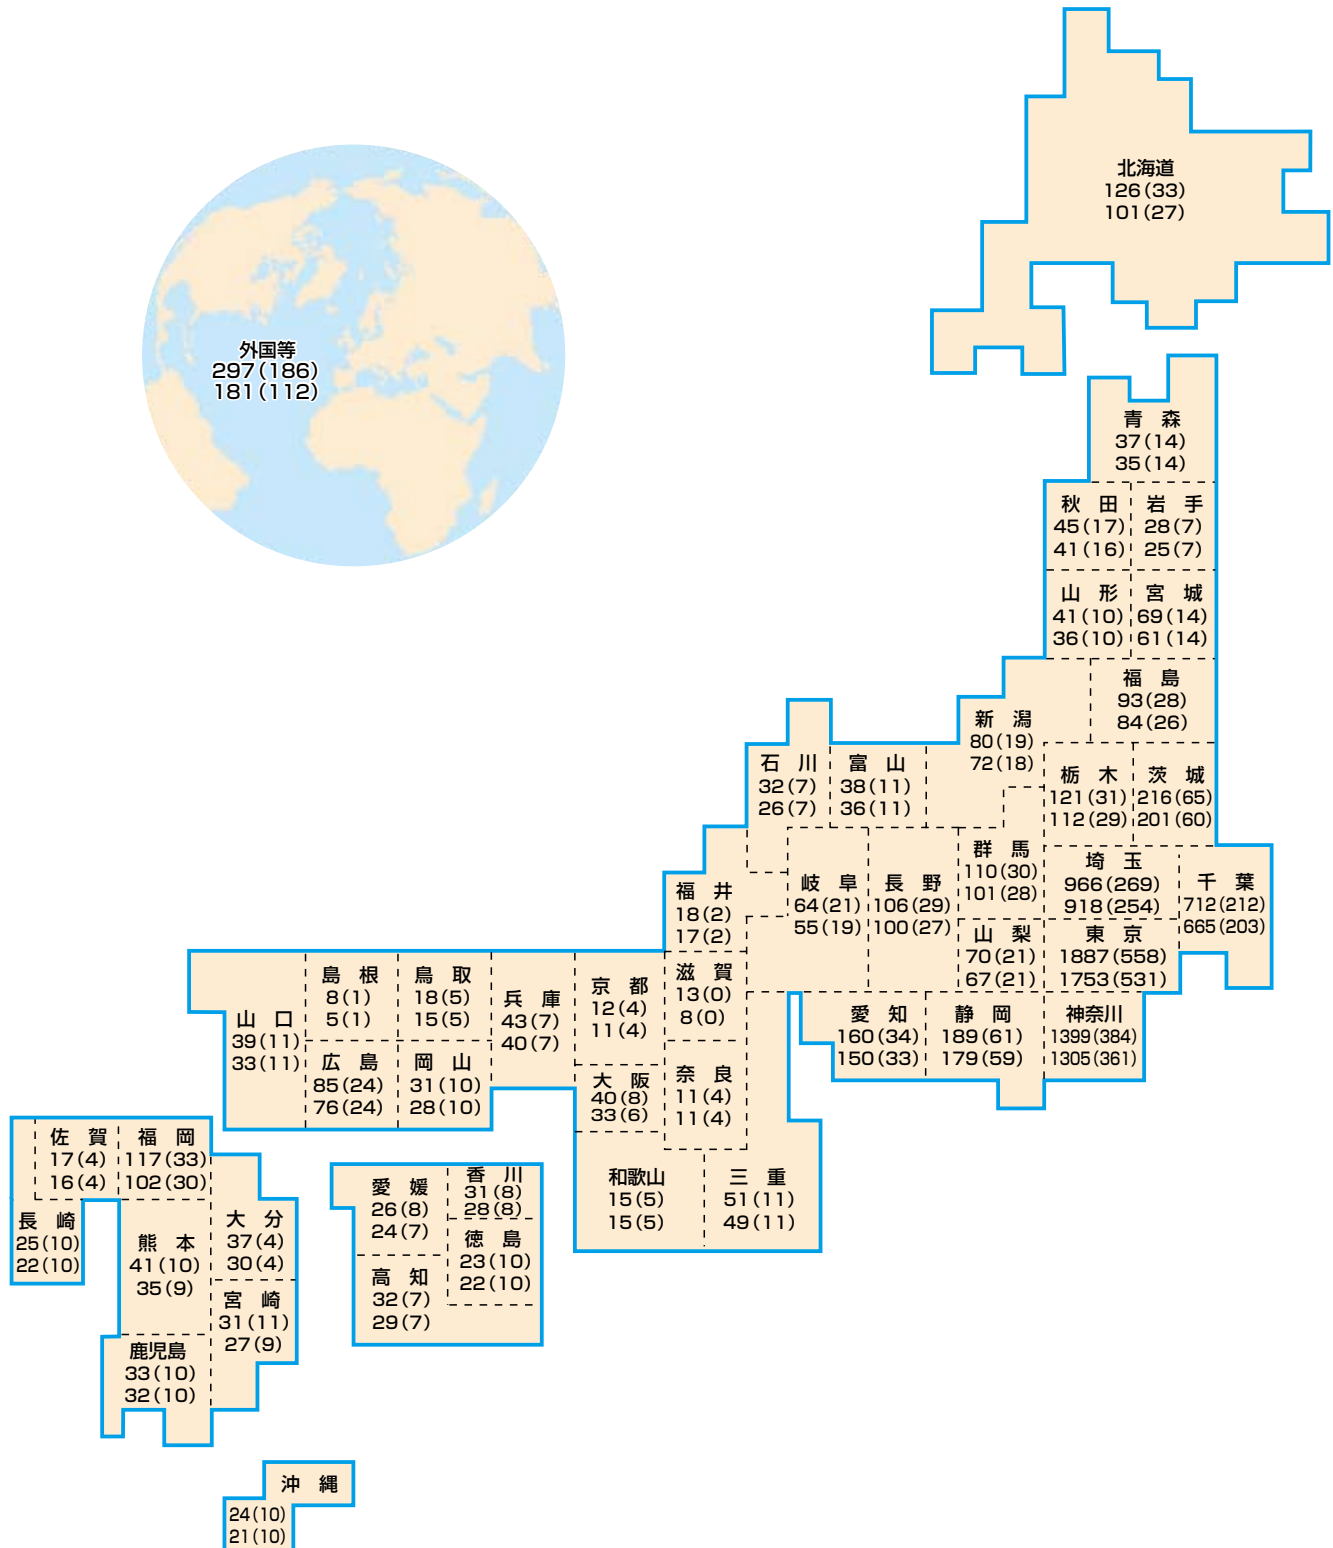 北海道
126(33)
101(27)
外国等
297(186)
181(112)
青 森
37(14)
35(14)
秋 田
45(17)
41(16)
岩 手
28(7)
25(7)
山 形
41(10)
36(10)
宮 城
69(14)
61(14)
福 島
93(28)
84(26)
新 潟
80(19)
72(18)
石 川
32(7)
26(7)
富 山
38(11)
36(11)
栃 木
121(31)
112(29)
茨 城
216(65)
201(60)
群 馬
110(30)
101(28)
埼 玉
966(269)
918(254)
千 葉
712(212)
665(203)
福 井
18(2)
17(2)
岐 阜
64(21)
55(19)
長 野
106(29)
100(27)
山 梨
70(21)
67(21)
東 京
1887(558)
1753(531)
島 根
8(1)
5(1)
鳥 取
18(5)
15(5)
兵 庫
43(7)
40(7)
京 都
12(4)
11(4)
滋 賀
13(0)
8(0)
山 口
39(11)
33(11)
愛 知
160(34)
150(33)
静 岡
189(61)
179(59)
神奈川
1399(384)
1305(361)
広 島
85(24)
76(24)
岡 山
31(10)
28(10)
大 阪
40(8)
33(6)
奈 良
11(4)
11(4)
佐 賀
17(4)
16(4)
福 岡
117(33)
102(30)
愛 媛
26(8)
24(7)
香 川
31(8)
28(8)
和歌山
15(5)
15(5)
三 重
51(11)
49(11)
長 崎
25(10)
22(10)
熊 本
41(10)
35(9)
大 分
37(4)
30(4)
徳 島
23(10)
22(10)
高 知
32(7)
29(7)
宮 崎
31(11)
27(9)
鹿児島
33(10)
32(10)
沖 縄
24(10)
21(10)